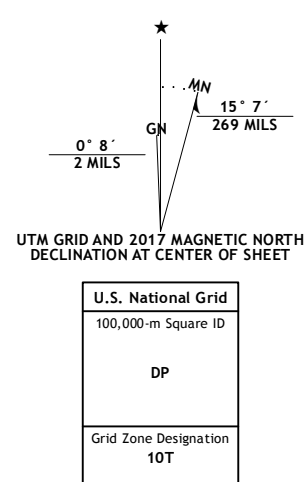 MN
15° 7´
269 MILS
GN
0° 8´
2 MILS
UTM GRID AND 2017 MAGNETIC NORTH
DECLINATION AT CENTER OF SHEET
U.S. National Grid
100,000-m Square ID
DP
Grid Zone Designation
10T